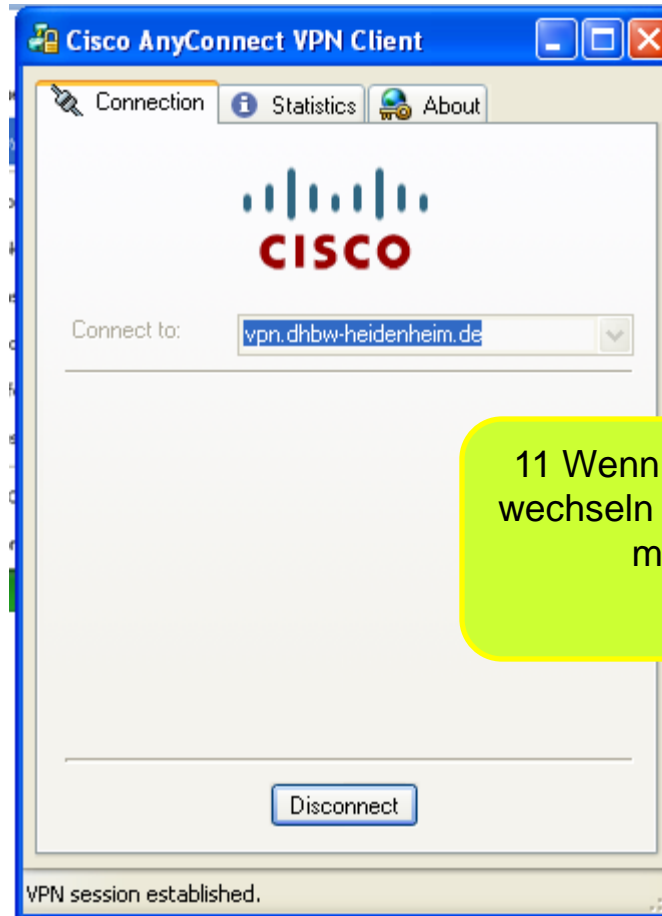 Cisco AnyConnect VPN Client
Connection Statistics About
CISCO
Connect to: vpn.dhbw-heidenheim.de
11 Wenn
wechseln
Disconnect
VPN session established.